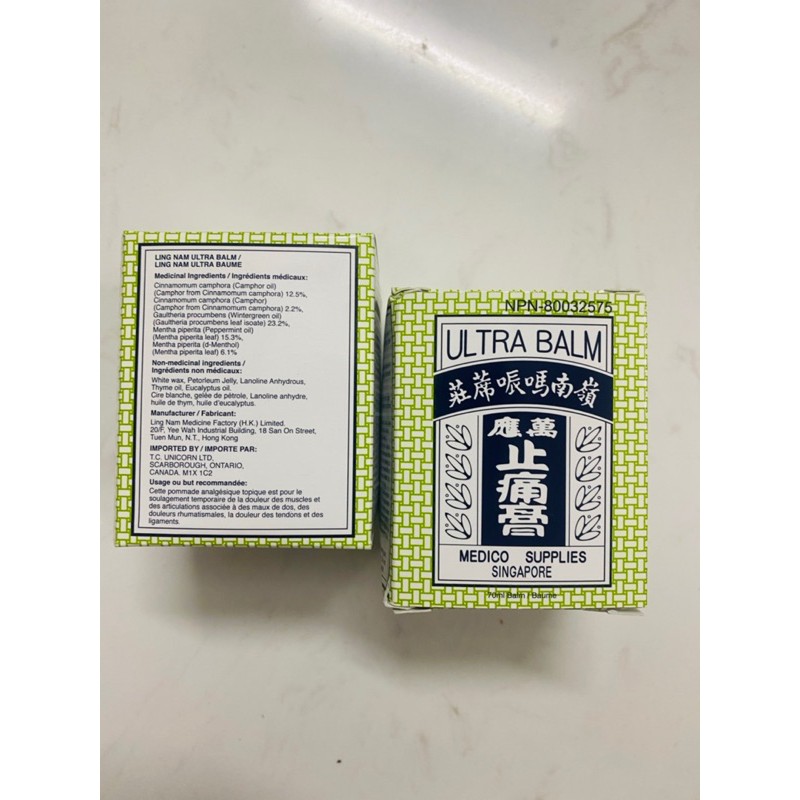 LING NAM ULTRA BALM /
LING NAM ULTRA BAUME
Medicinal Ingredients / Ingrédients médicaux:
Cinnamomum camphora (Camphor oil)
(Camphor from Cinnamomum camphora) 12.5%,
Cinnamomum camphora (Camphor)
(Camphor from Cinnamomum camphora) 2.2%,
Gaultheria procumbens (Wintergreen oil)
(Gaultheria procumbens leaf isoate) 23.2%,
Mentha piperita (Peppermint oil)
(Mentha piperita leaf) 15.3%,
Mentha piperita (d-Menthol)
(Mentha piperita leaf) 6.1%
Non-medicinal ingredients /
Ingrédients non médicaux:
White wax, Petorleum Jelly, Lanoline Anhydrous,
Thyme oil, Eucalyptus oil.
Cire blanche, gelée de pétrole, Lanoline anhydre,
huile de thym, huile d'eucalyptus.
Manufacturer / Fabricant:
Ling Nam Medicine Factory (H.K.) Limited.
20/F, Yee Wah Industrial Building, 18 San On Street,
Tuen Mun, N.T., Hong Kong
IMPORTED BY / IMPORTE PAR:
T.C. UNICORN LTD,
SCARBOROUGH, ONTARIO,
CANADA. M1X 1C2
Usage ou but recommandée:
Cette pommade analgésique topique est pour le
soulagement temporaire de la douleur des muscles et
des articulations associée à des maux de dos, des
douleurs rhumatismales, la douleur des tendons et des
ligaments.
NPN-80032575
ULTRA BALM
莊蓆哌嗎南嶺
應萬
止痛膏
MEDICO SUPPLIES
SINGAPORE
70ml Balm / Baume